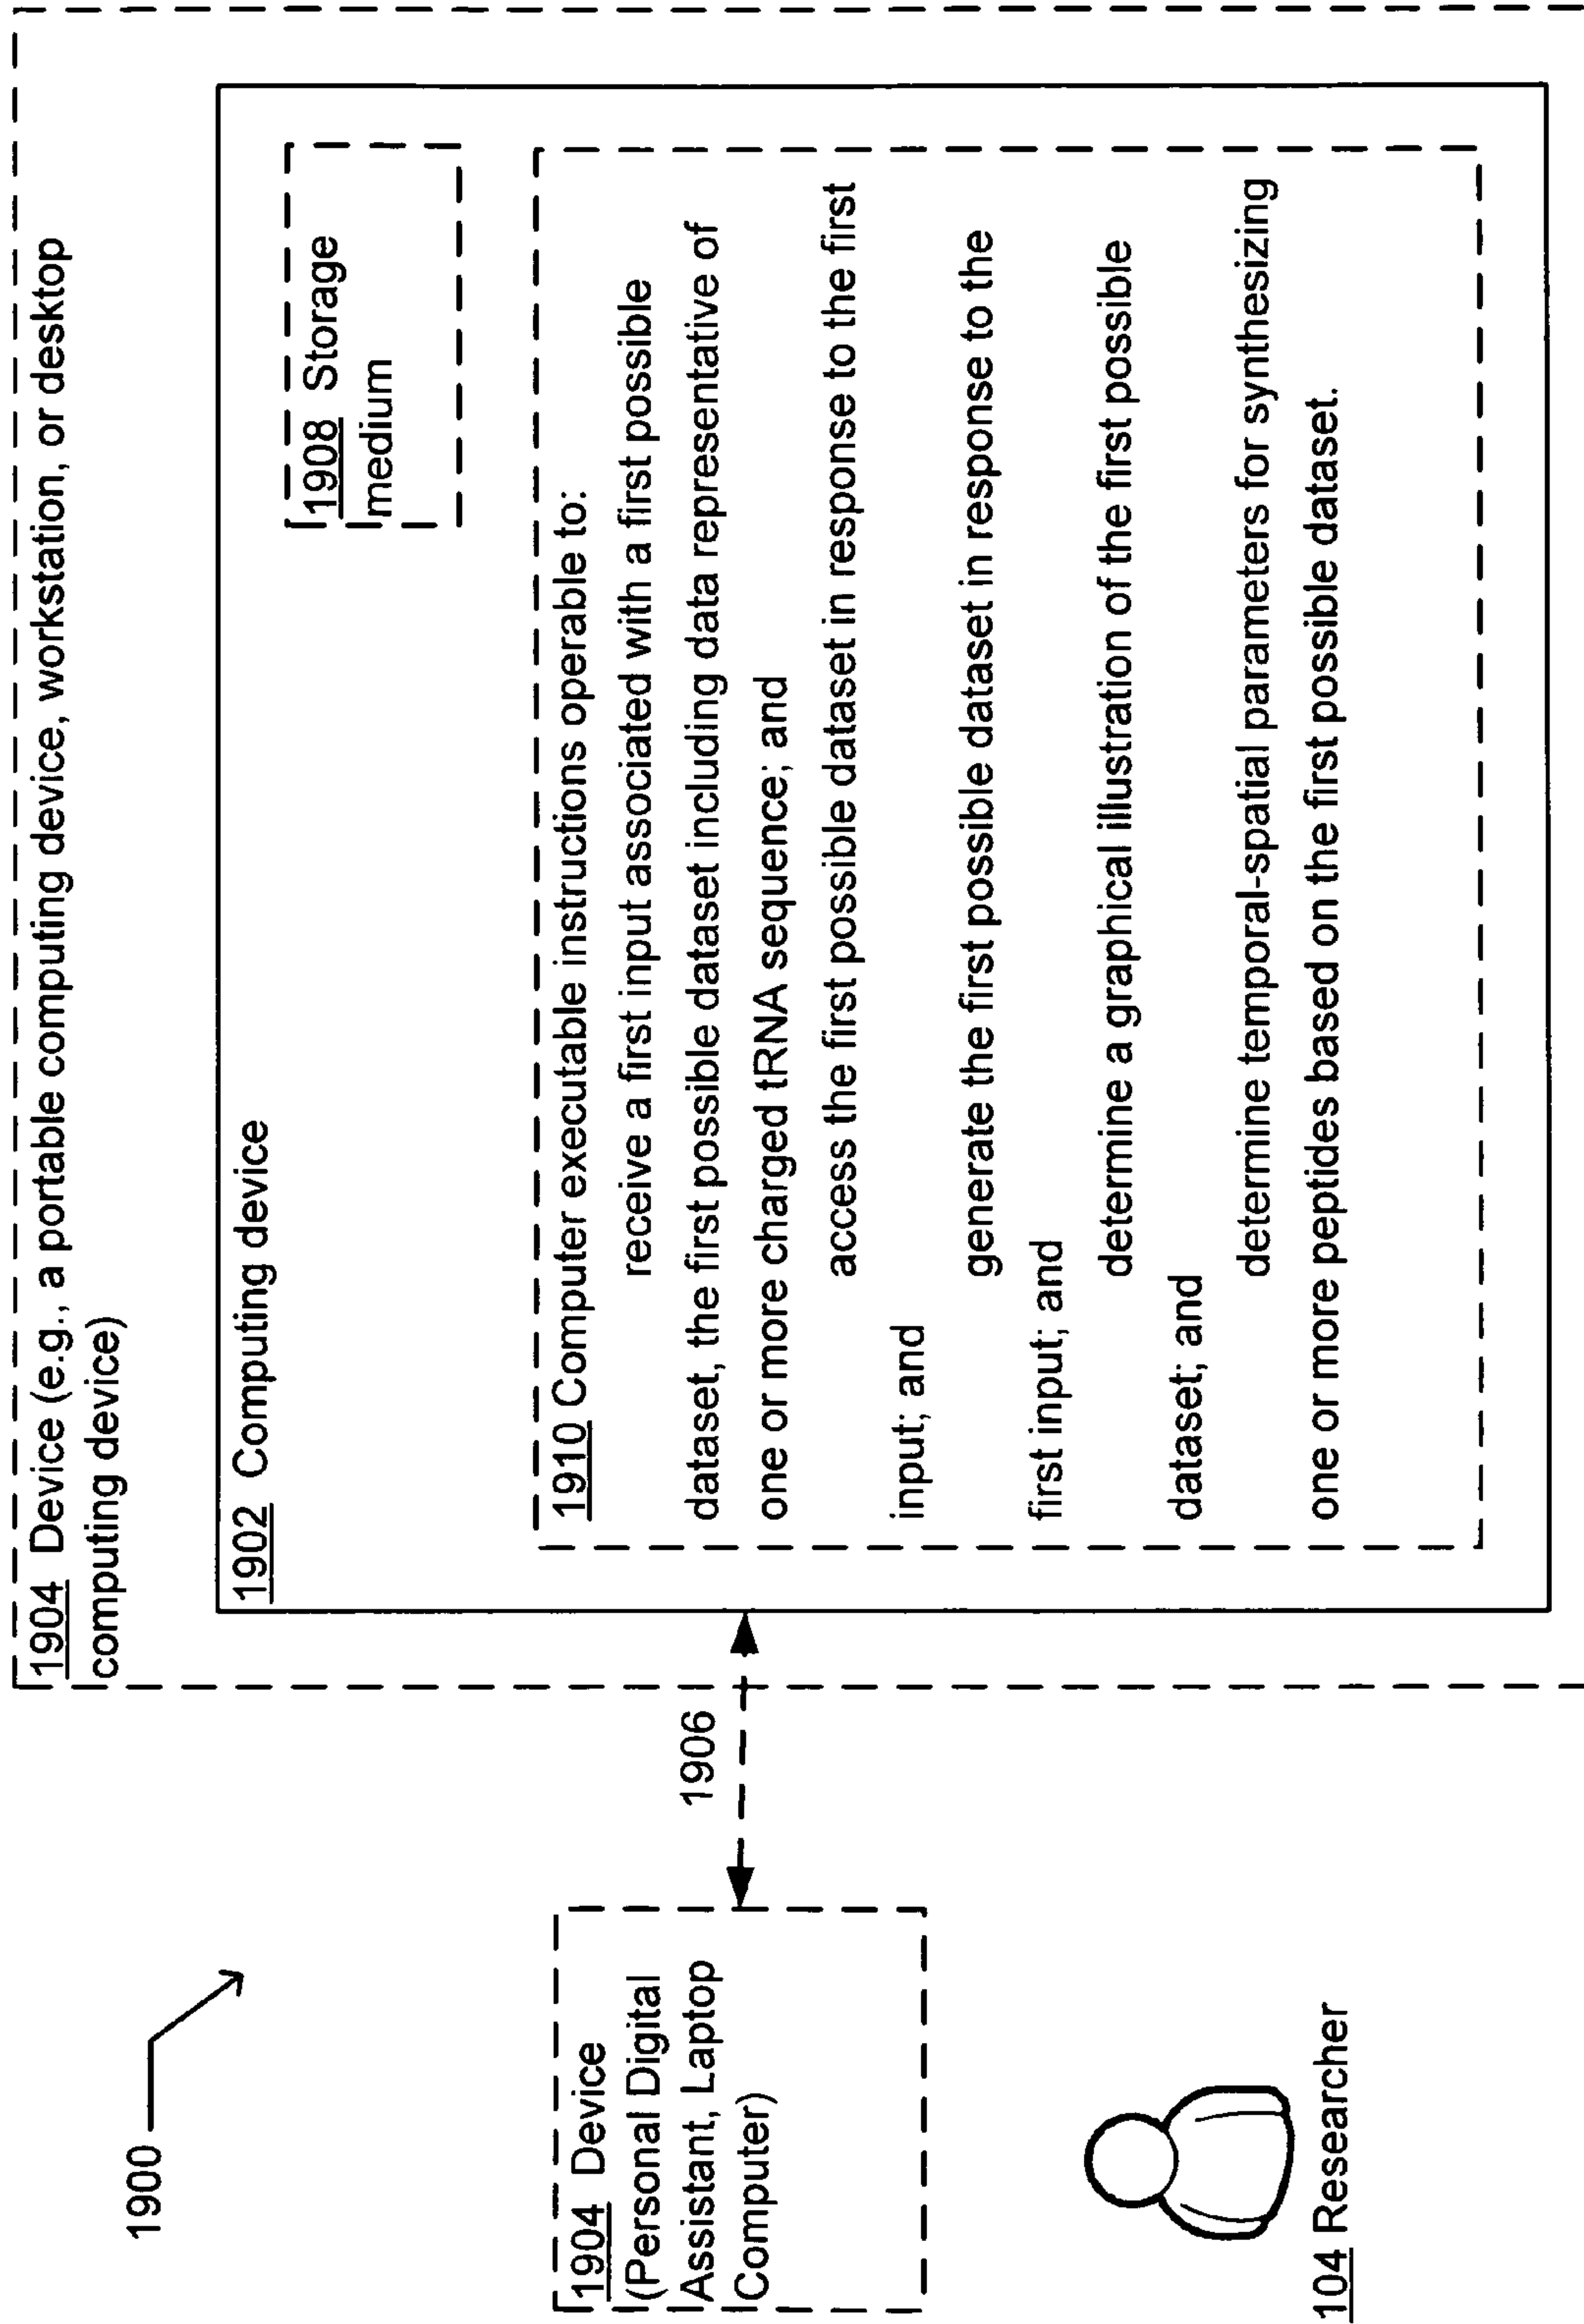 1900
1904 Device (e.g., a portable computing device, workstation, or desktop
computing device)
1902 Computing device
1908 Storage
medium
1910 Computer executable instructions operable to:
receive a first input associated with a first possible
dataset, the first possible dataset including data representative of
one or more charged tRNA sequence; and
access the first possible dataset in response to the first
input; and
generate the first possible dataset in response to the
first input; and
determine a graphical illustration of the first possible
dataset; and
determine temporal-spatial parameters for synthesizing
one or more peptides based on the first possible dataset.
1906
1904 Device
(Personal Digital
Assistant, Laptop
Computer)
104 Researcher